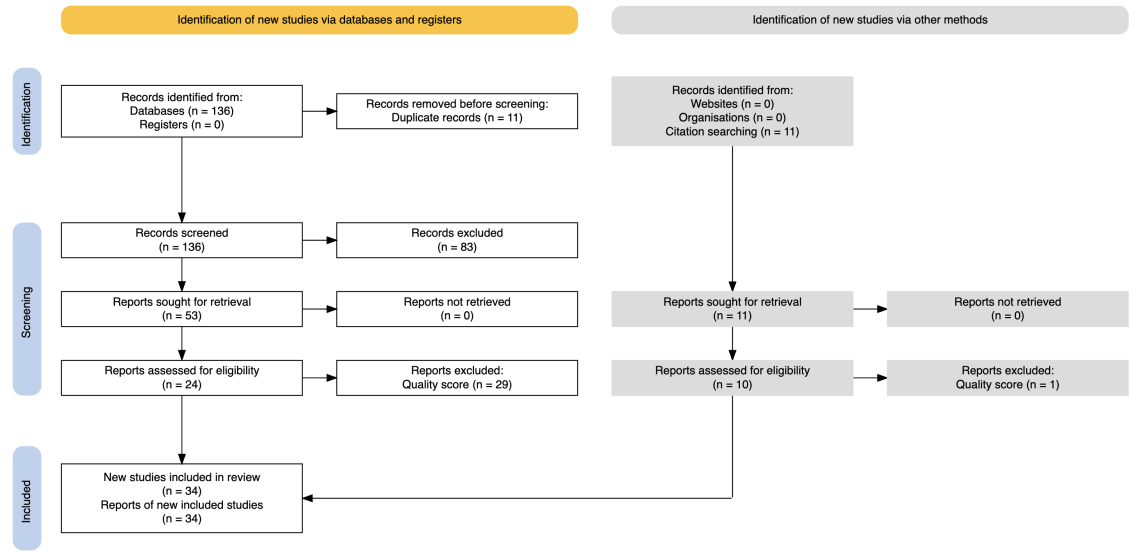 Identification of new studies via databases and registers
Identification of new studies via other methods
Identification
Records identified from:
Databases (n = 136)
Registers (n = 0)
Records removed before screening:
Duplicate records (n = 11)
Records identified from:
Websites (n = 0)
Organisations (n = 0)
Citation searching (n = 11)
Screening
Records screened
(n = 136)
Records excluded
(n = 83)
Reports sought for retrieval
(n = 53)
Reports not retrieved
(n = 0)
Reports sought for retrieval
(n = 11)
Reports not retrieved
(n = 0)
Reports assessed for eligibility
(n = 24)
Reports excluded:
Quality score (n = 29)
Reports assessed for eligibility
(n = 10)
Reports excluded:
Quality score (n = 1)
Included
New studies included in review
(n = 34)
Reports of new included studies
(n = 34)